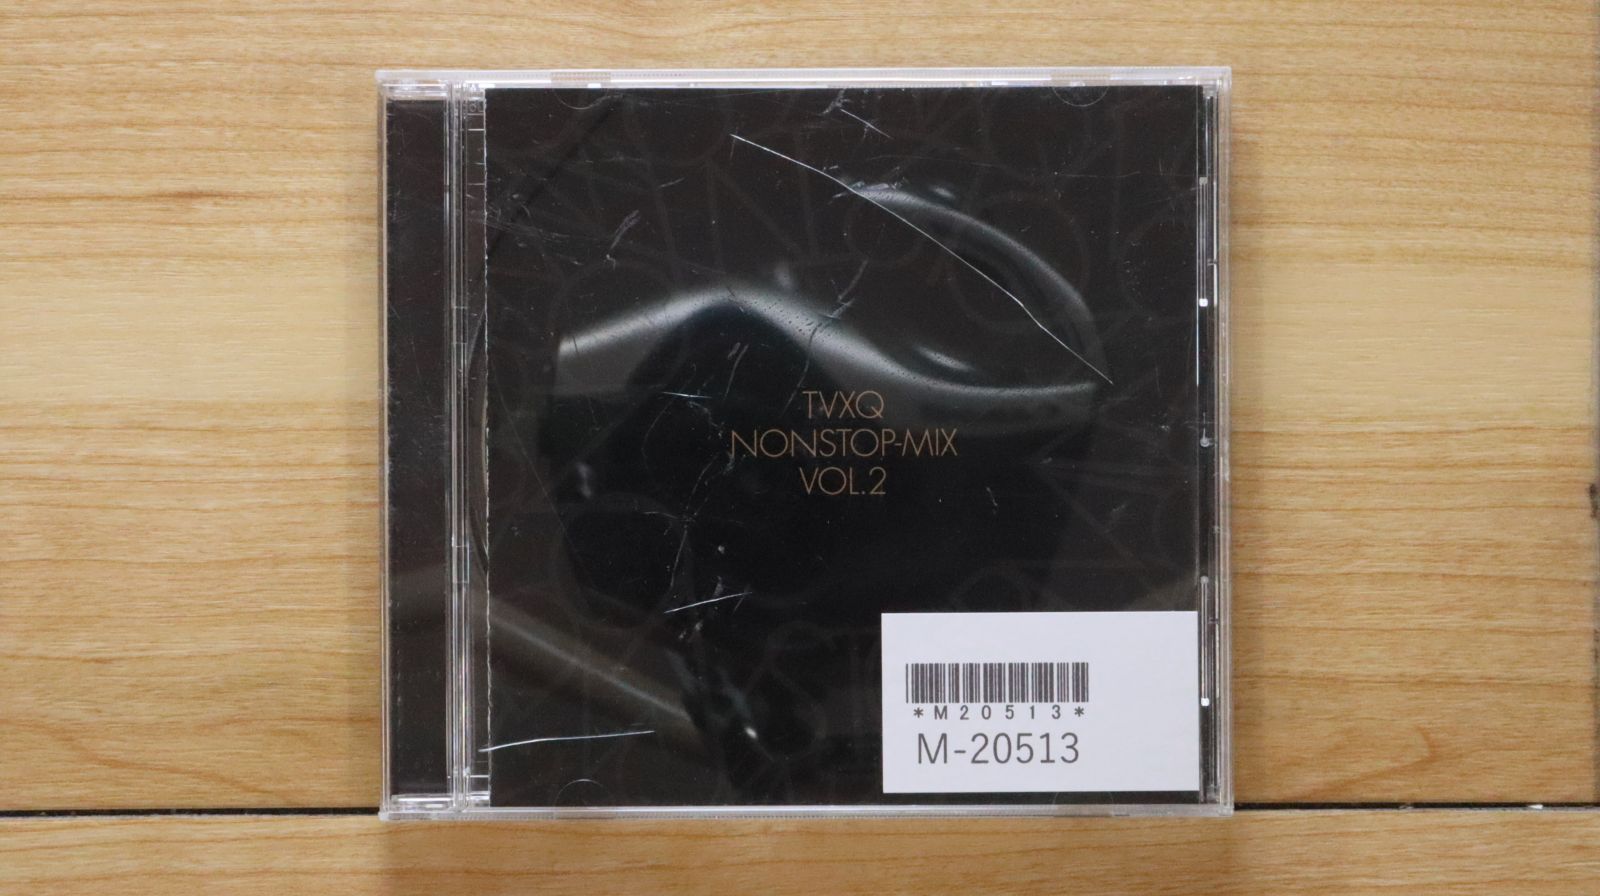 TVXQ
NONSTOP-MIX
VOL.2
*M20513*
M-20513